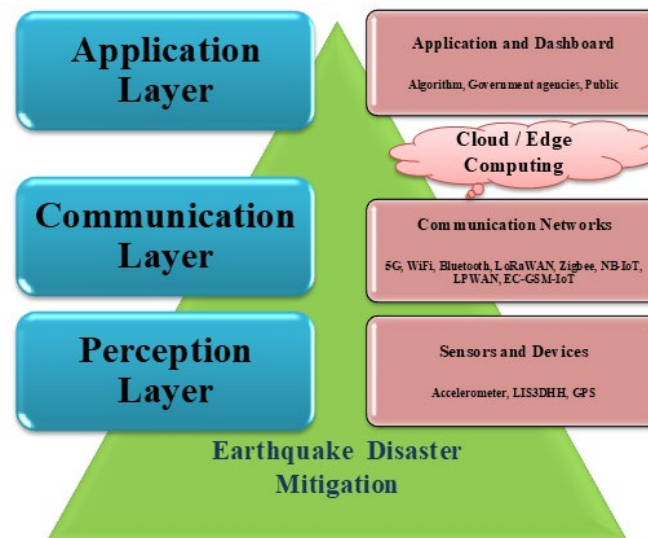 Application
Layer
Application and Dashboard
Algorithm, Government agencies, Public
Cloud / Edge
Computing
Communication
Layer
Communication Networks
5G, WiFi, Bluetooth, LoRaWAN, Zigbee, NB-IoT,
LPWAN, EC-GSM-IoT
Perception
Layer
Sensors and Devices
Accelerometer, LIS3DHH, GPS
Earthquake Disaster
Mitigation